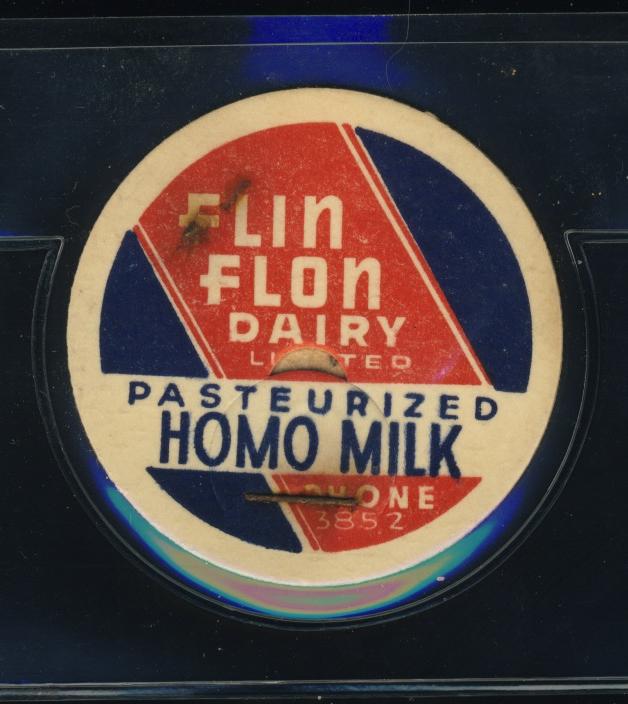 FLIN
FLON
DAIRY
LIMITED
PASTEURIZED
HOMO MILK
PHONE
3852